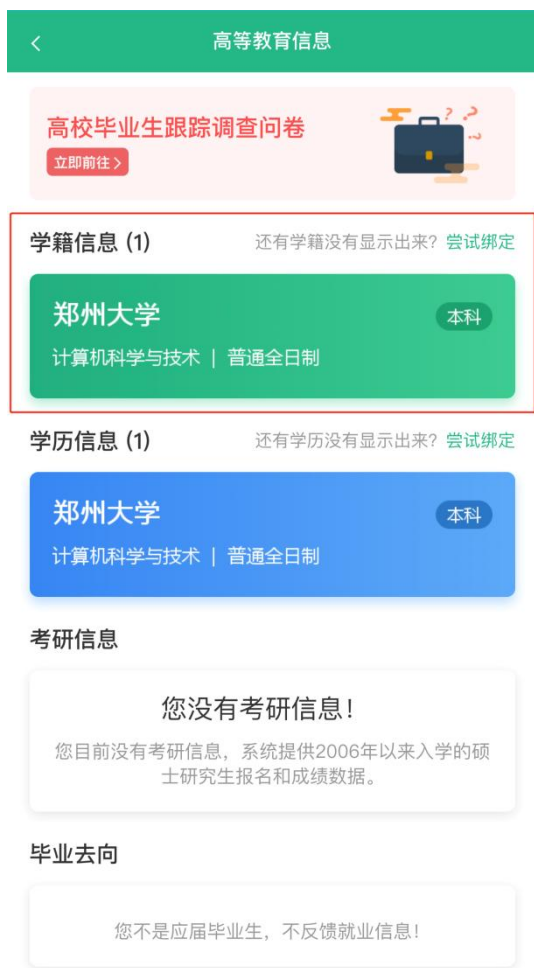 高等教育信息
高校毕业生跟踪调查问卷
立即前往 >
学籍信息 (1) 还有学籍没有显示出来？尝试绑定
郑州大学 本科
计算机科学与技术 | 普通全日制
学历信息 (1) 还有学历没有显示出来？尝试绑定
郑州大学 本科
计算机科学与技术 | 普通全日制
考研信息
您没有考研信息！
您目前没有考研信息，系统提供2006年以来入学的硕
士研究生报名和成绩数据。
毕业去向
您不是应届毕业生，不反馈就业信息！